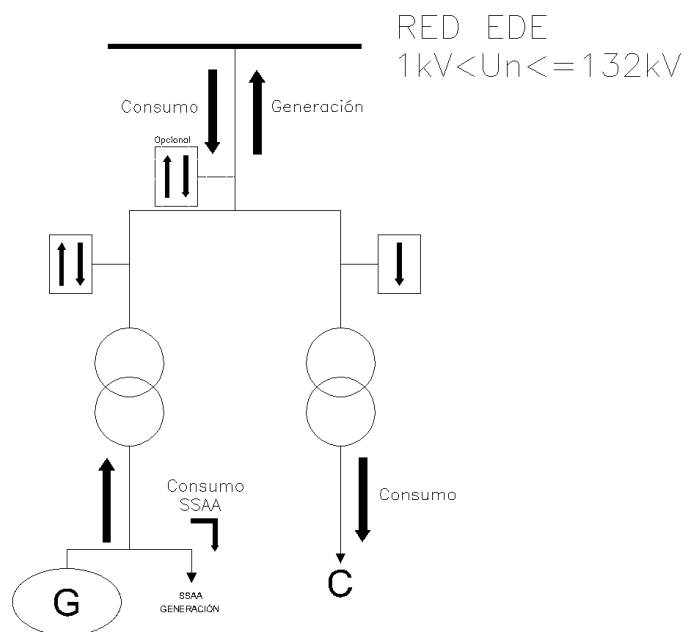 RED EDE
1kV<Un<=132kV
Consumo
Generación
Opcional
Consumo
SSAA
Consumo
G
SSAA
GENERACIÓN
C